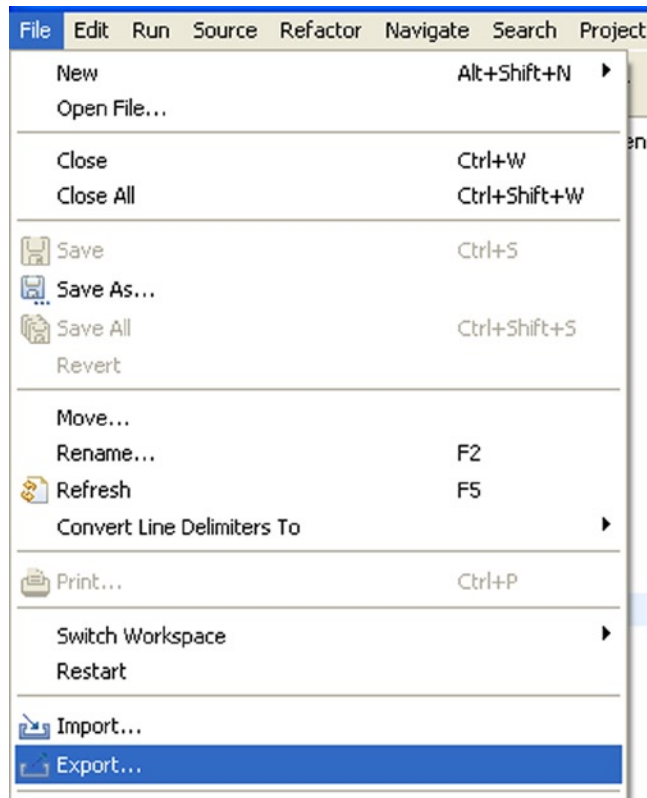 File Edit Run Source Refactor Navigate Search Project
New Alt+Shift+N
Open File...
Close Ctrl+W
Close All Ctrl+Shift+W
Save Ctrl+S
Save As...
Save All Ctrl+Shift+S
Revert
Move...
Rename... F2
Refresh F5
Convert Line Delimiters To
Print... Ctrl+P
Switch Workspace
Restart
Import...
Export...